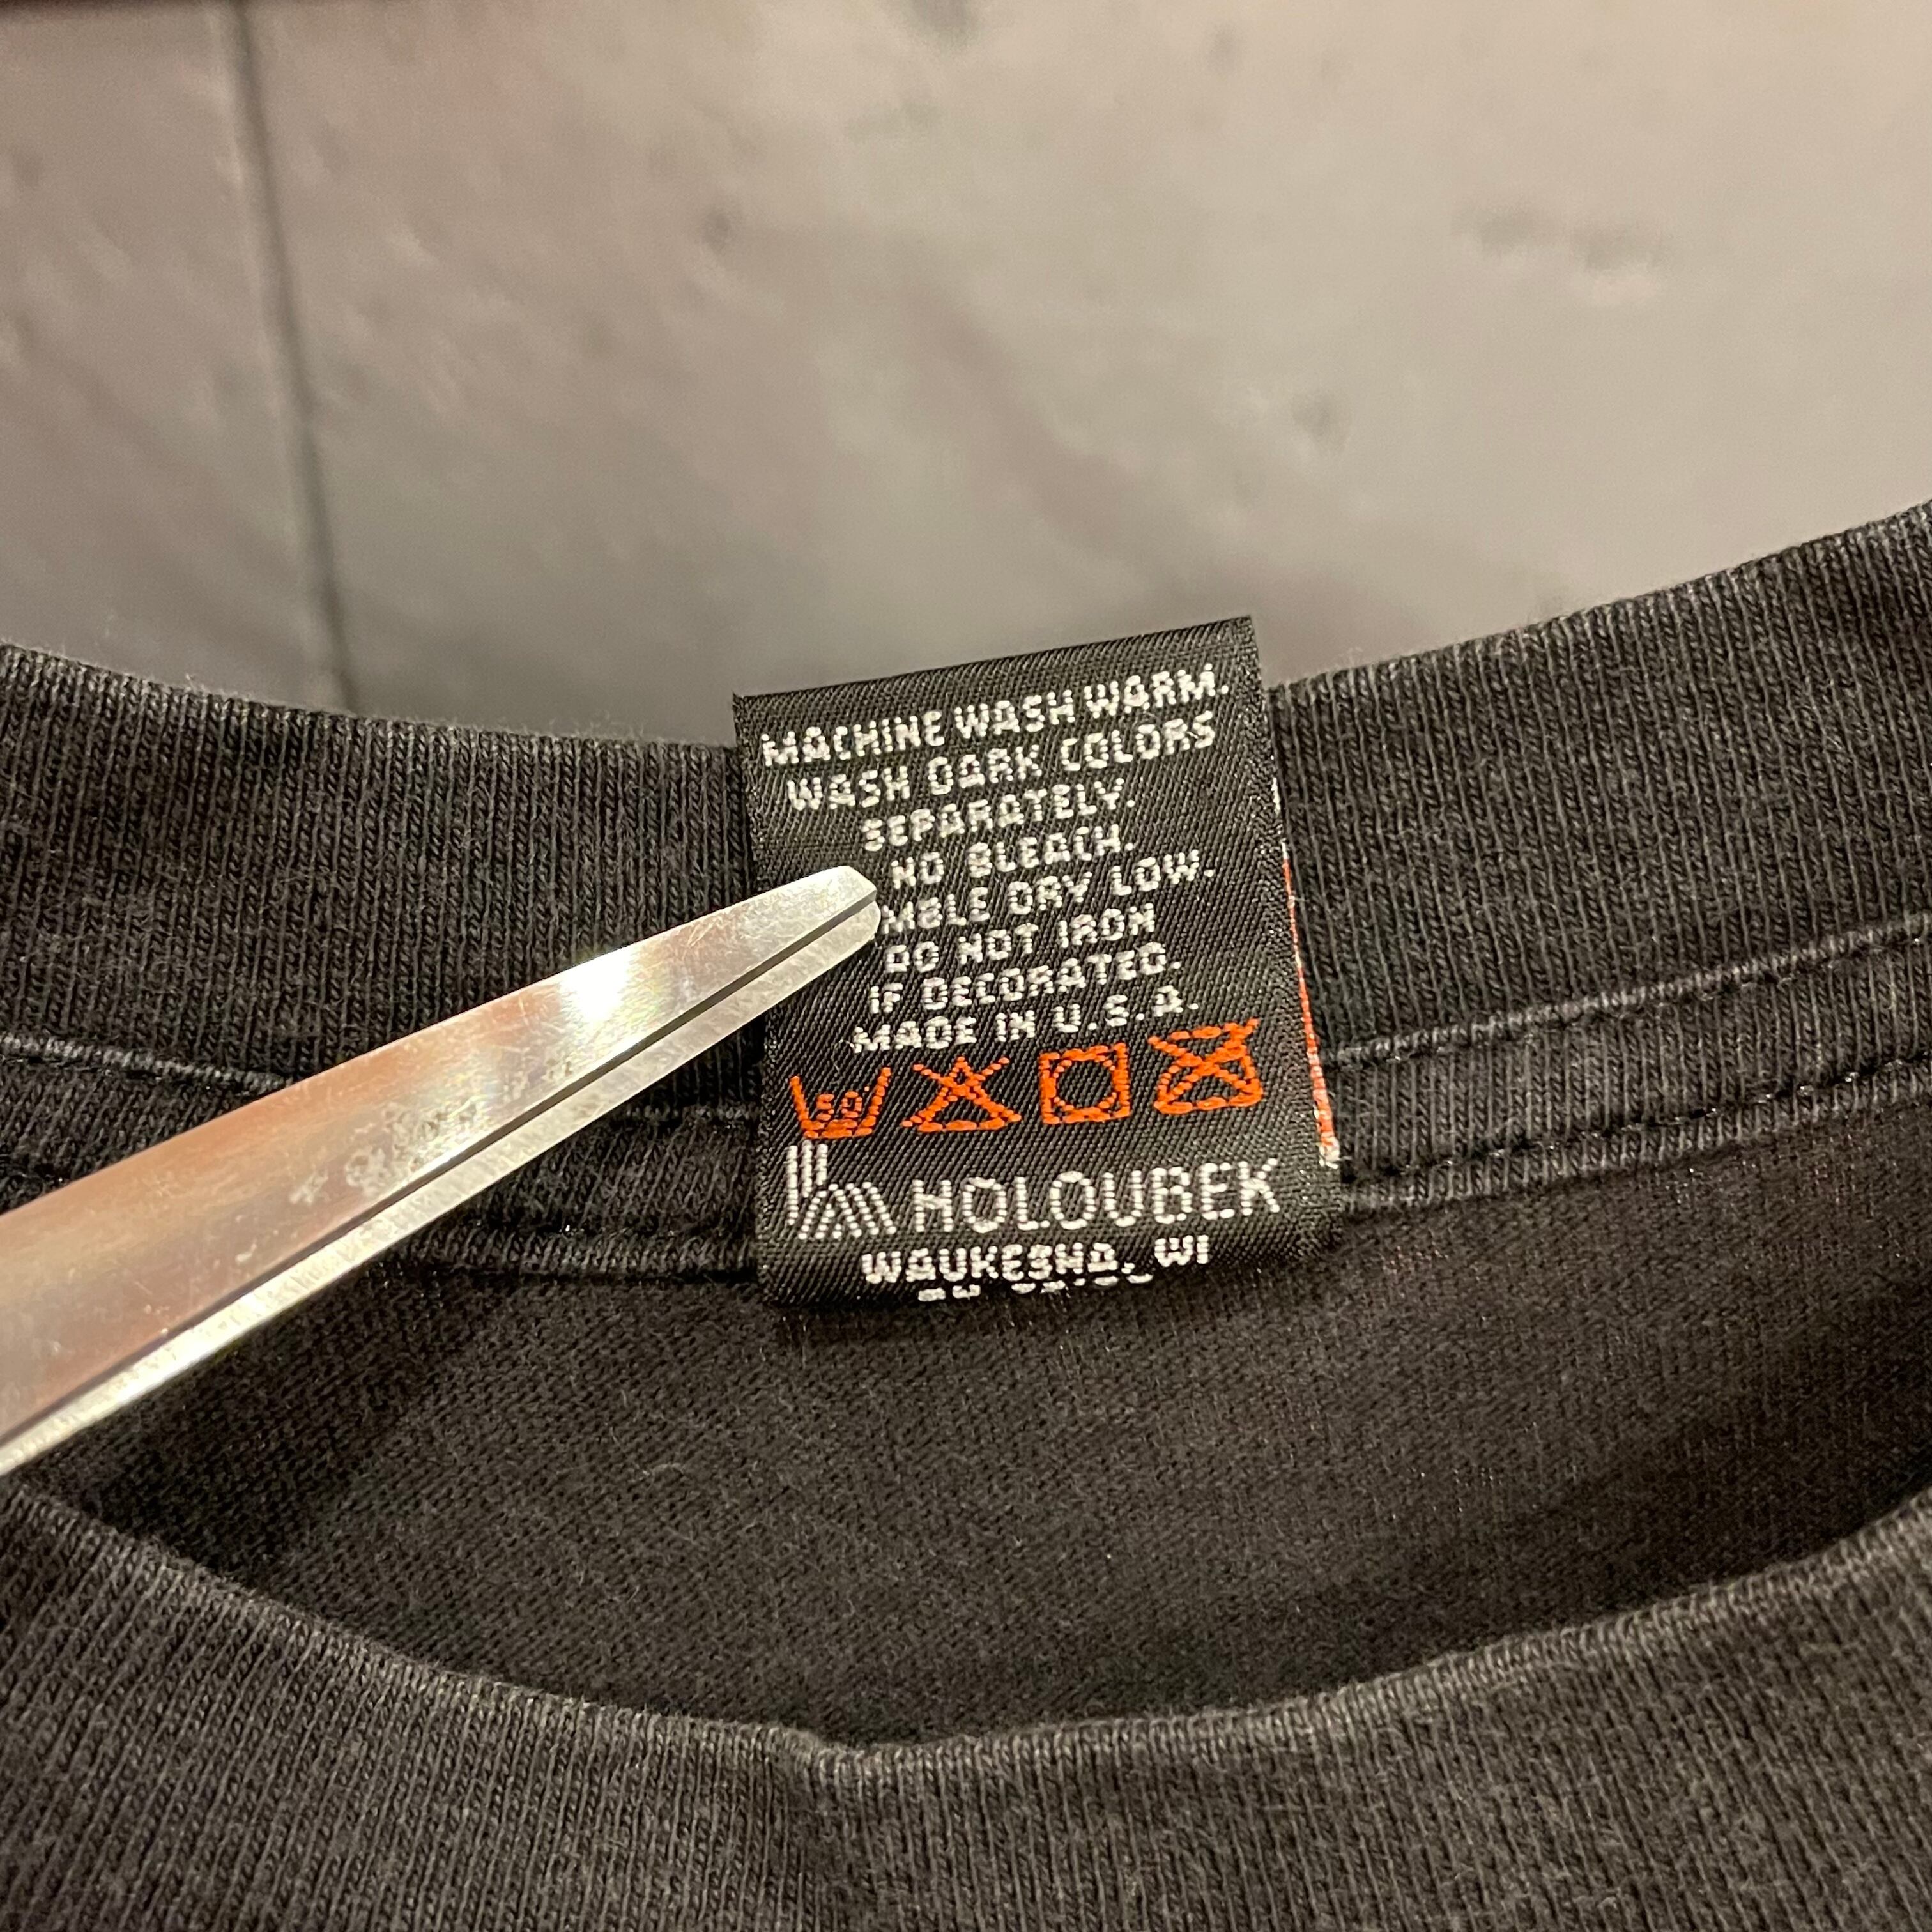 MACHINE WASH WARM.
WASH DARK COLORS
SEPARATELY.
NO BLEACH.
MBLE DRY LOW.
DO NOT IRON
IF DECORATED.
MADE IN U.S.A.
HOLOUBEK
WAUKESHA, WI